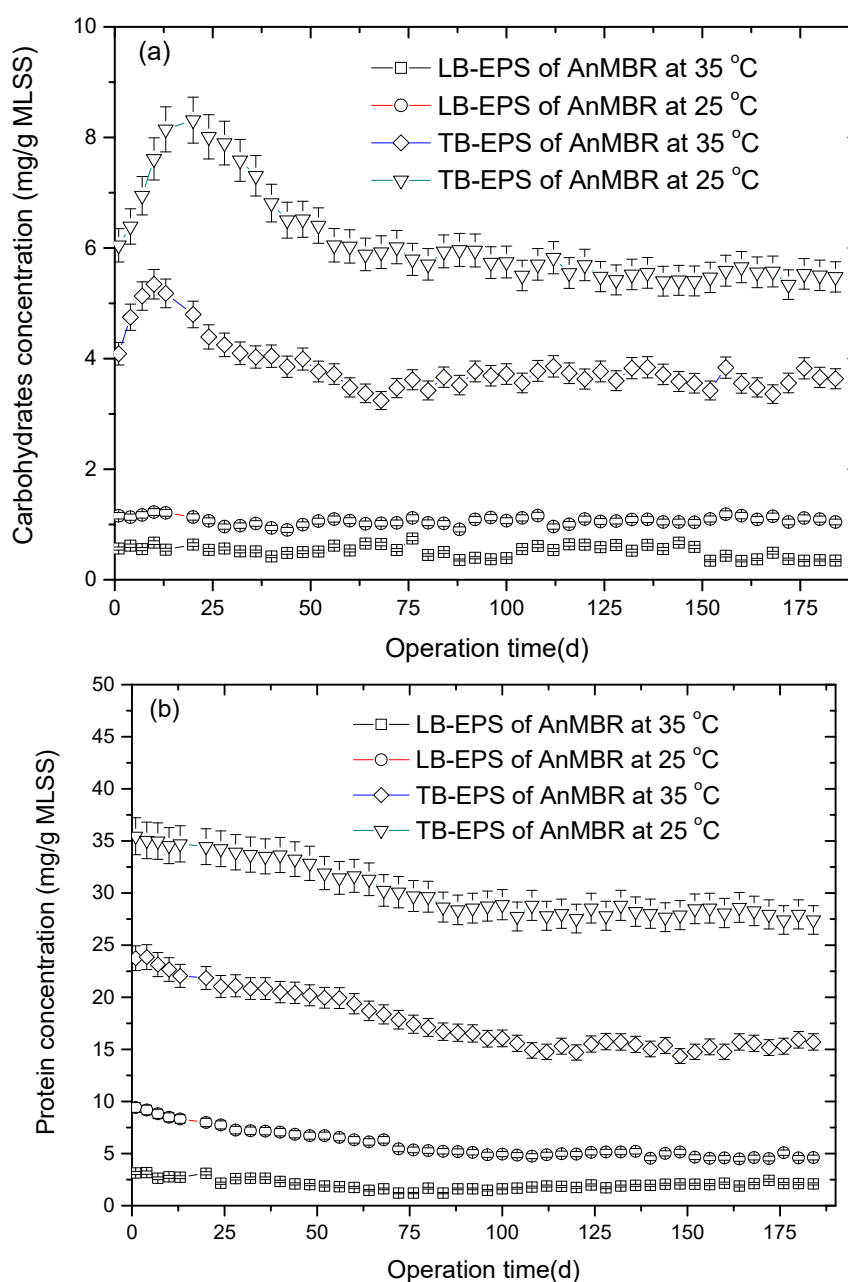 (a)
LB-EPS of AnMBR at 35 °C
LB-EPS of AnMBR at 25 °C
TB-EPS of AnMBR at 35 °C
TB-EPS of AnMBR at 25 °C
Carbohydrates concentration (mg/g MLSS)
10
8
6
4
2
0
0 25 50 75 100 125 150 175
Operation time(d)
(b)
LB-EPS of AnMBR at 35 °C
LB-EPS of AnMBR at 25 °C
TB-EPS of AnMBR at 35 °C
TB-EPS of AnMBR at 25 °C
Protein concentration (mg/g MLSS)
50
45
40
35
30
25
20
15
10
5
0
0 25 50 75 100 125 150 175
Operation time(d)